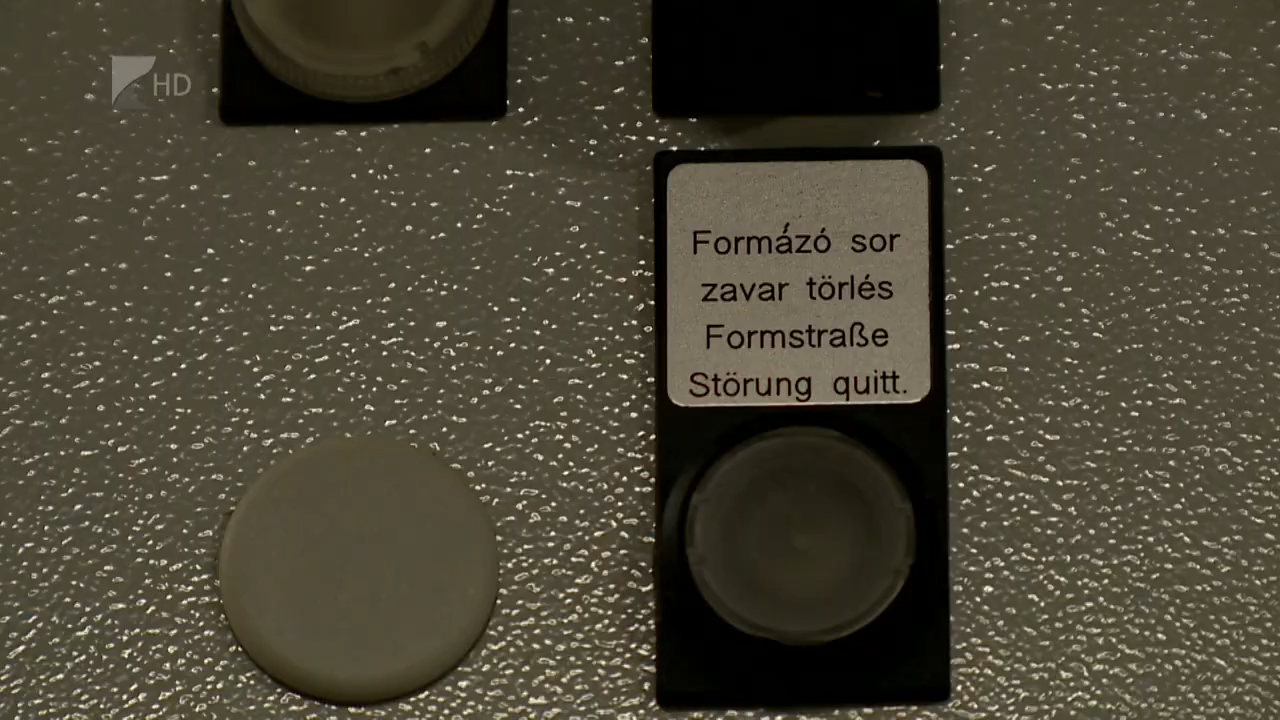 HD
Formázó sor
zavar törlés
Formstraße
Störung quitt.